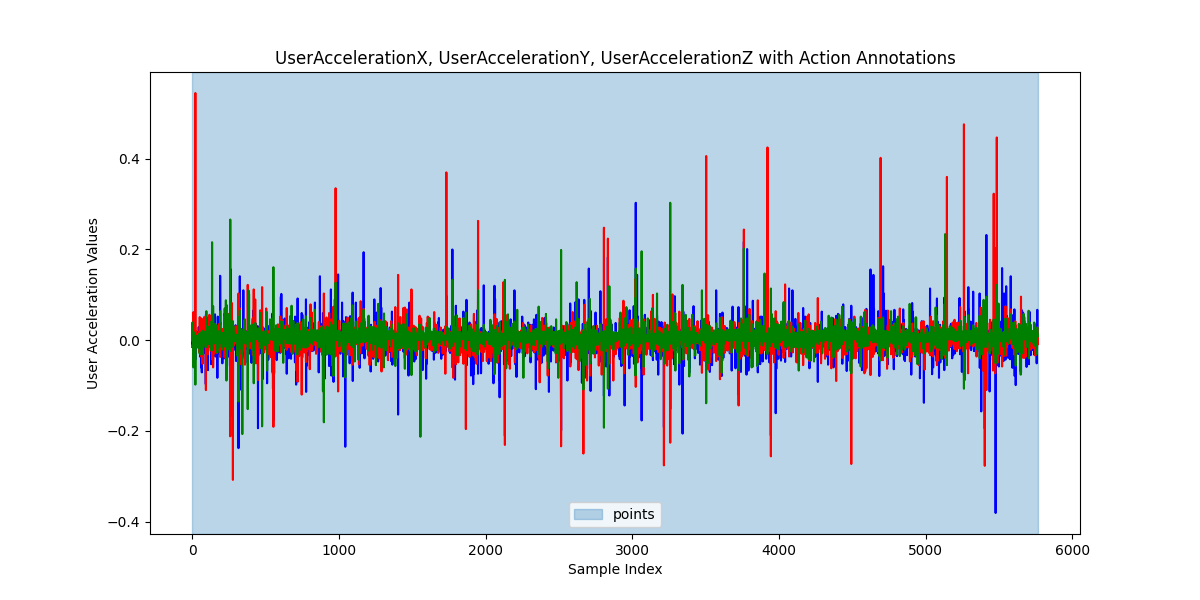 UserAccelerationX, UserAccelerationY, UserAccelerationZ with Action Annotations
User Acceleration Values
0.4
0.2
0.0
−0.2
−0.4
points
0 1000 2000 3000 4000 5000 6000
Sample Index